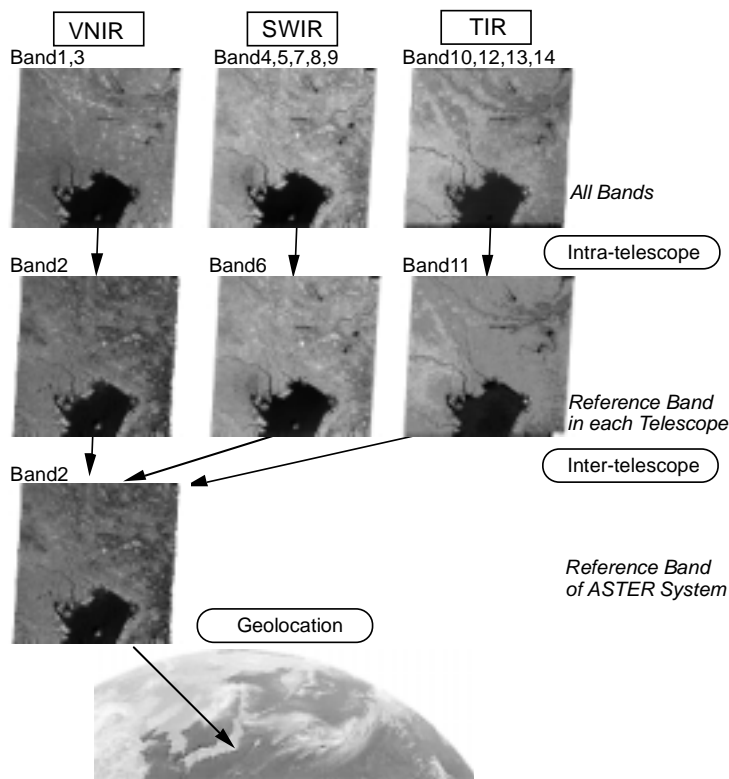 VNIR
SWIR
TIR
Band1,3
Band4,5,7,8,9
Band10,12,13,14
All Bands
Intra-telescope
Band2
Band6
Band11
Reference Band
in each Telescope
Inter-telescope
Band2
Reference Band
of ASTER System
Geolocation